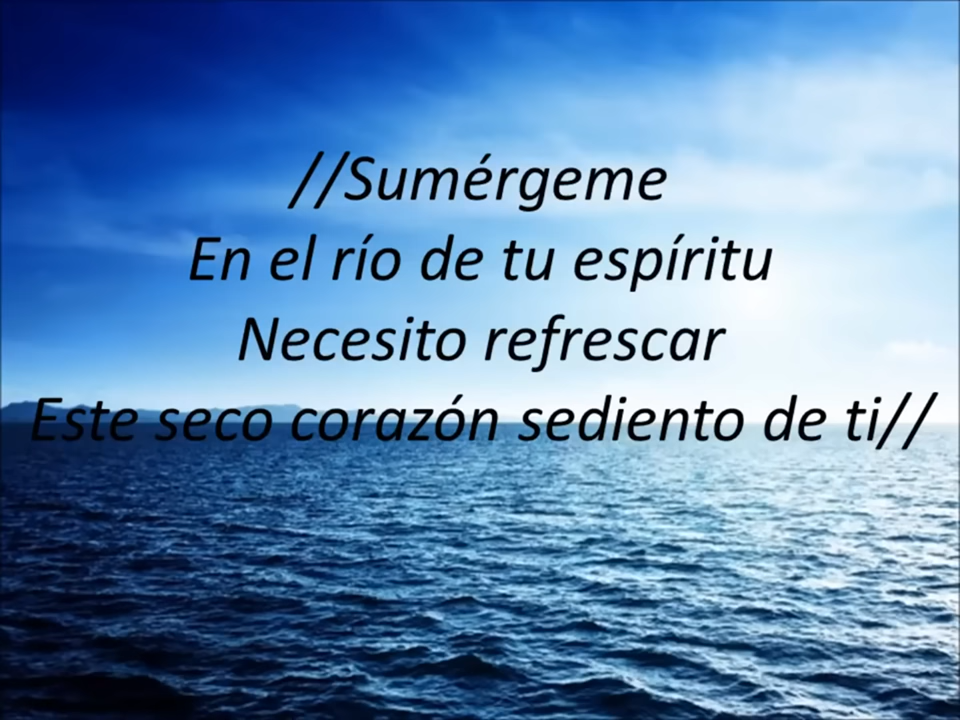 //Sumérgeme
En el río de tu espíritu
Necesito refrescar
Este seco corazón sediento de ti//